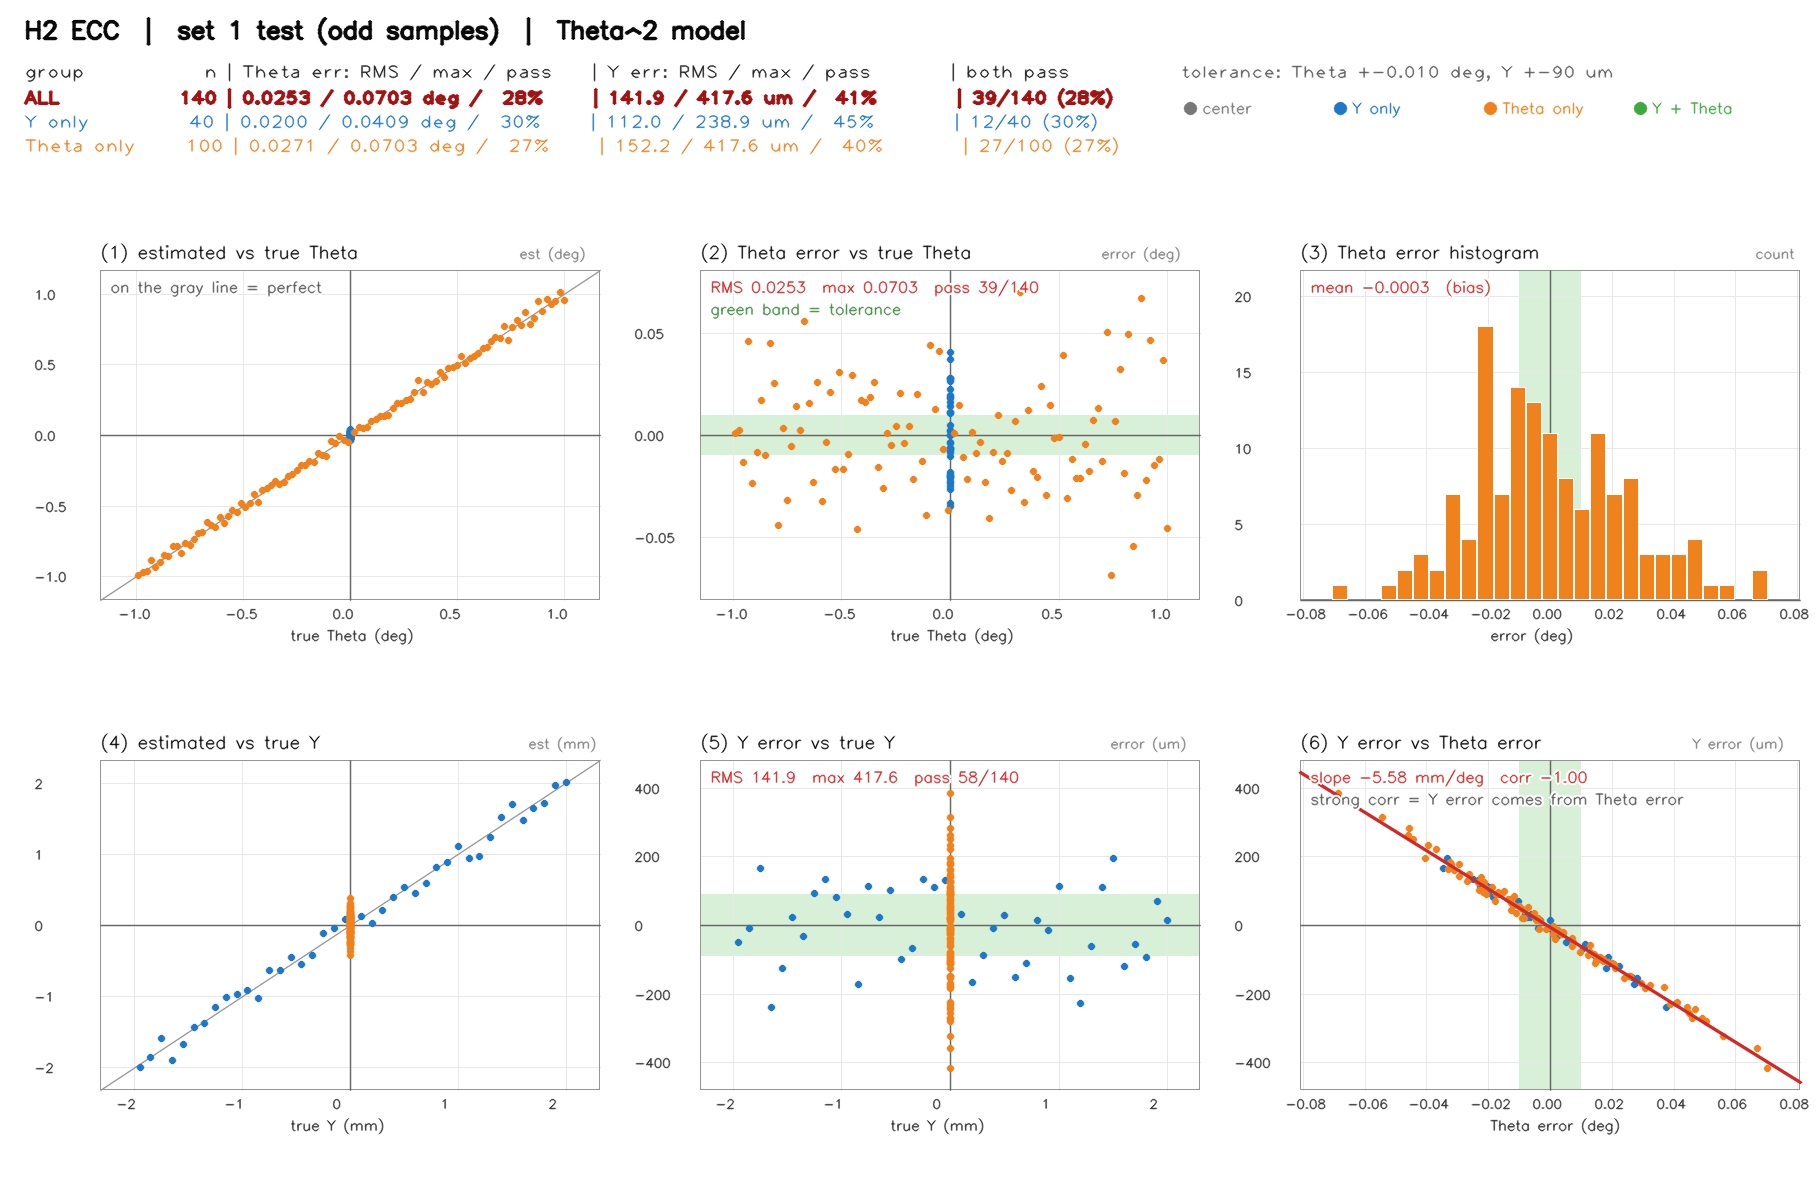 H2 ECC | set 1 test (odd samples) | Theta^2 model
group n | Theta err: RMS / max / pass | Y err: RMS / max / pass | both pass
ALL 140 | 0.0253 / 0.0703 deg / 28% | 141.9 / 417.6 um / 41% | 39/140 (28%)
Y only 40 | 0.0200 / 0.0409 deg / 30% | 112.0 / 238.9 um / 45% | 12/40 (30%)
Theta only 100 | 0.0271 / 0.0703 deg / 27% | 152.2 / 417.6 um / 40% | 27/100 (27%)
tolerance: Theta +-0.010 deg, Y +-90 um
center Y only Theta only Y + Theta
(1) estimated vs true Theta est (deg)
on the gray line = perfect
1.0
0.5
0.0
-0.5
-1.0
-1.0 -0.5 0.0 0.5 1.0
true Theta (deg)
(2) Theta error vs true Theta error (deg)
RMS 0.0253 max 0.0703 pass 39/140
green band = tolerance
0.05
0.00
-0.05
-1.0 -0.5 0.0 0.5 1.0
true Theta (deg)
(3) Theta error histogram count
mean -0.0003 (bias)
20
15
10
5
0
-0.08 -0.06 -0.04 -0.02 0.00 0.02 0.04 0.06 0.08
error (deg)
(4) estimated vs true Y est (mm)
2
1
0
-1
-2
-2 -1 0 1 2
true Y (mm)
(5) Y error vs true Y error (um)
RMS 141.9 max 417.6 pass 58/140
400
200
0
-200
-400
-2 -1 0 1 2
true Y (mm)
(6) Y error vs Theta error Y error (um)
slope -5.58 mm/deg corr -1.00
strong corr = Y error comes from Theta error
400
200
0
-200
-400
-0.08 -0.06 -0.04 -0.02 0.00 0.02 0.04 0.06 0.08
Theta error (deg)